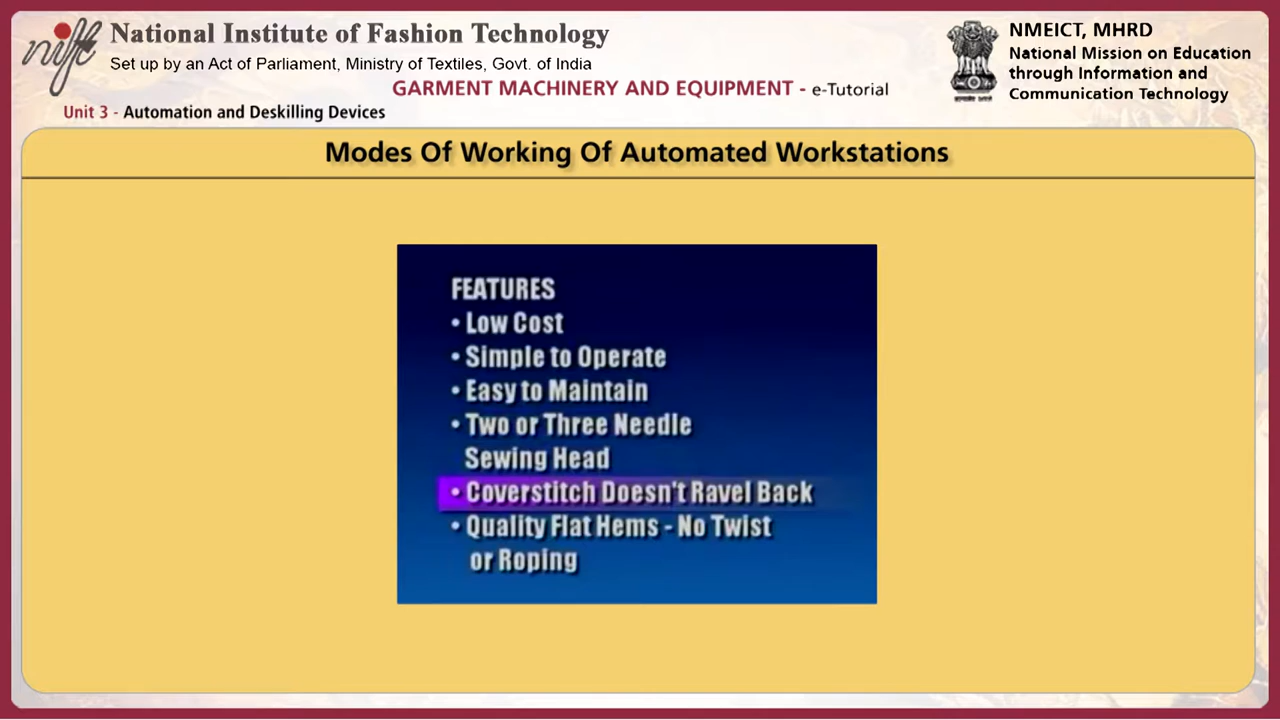 nift
National Institute of Fashion Technology
Set up by an Act of Parliament, Ministry of Textiles, Govt. of India
GARMENT MACHINERY AND EQUIPMENT - e-Tutorial
Unit 3 - Automation and Deskilling Devices
NMEICT, MHRD
National Mission on Education
through Information and
Communication Technology
Modes Of Working Of Automated Workstations
FEATURES
• Low Cost
• Simple to Operate
• Easy to Maintain
• Two or Three Needle
Sewing Head
• Coverstitch Doesn't Ravel Back
• Quality Flat Hems - No Twist
or Roping